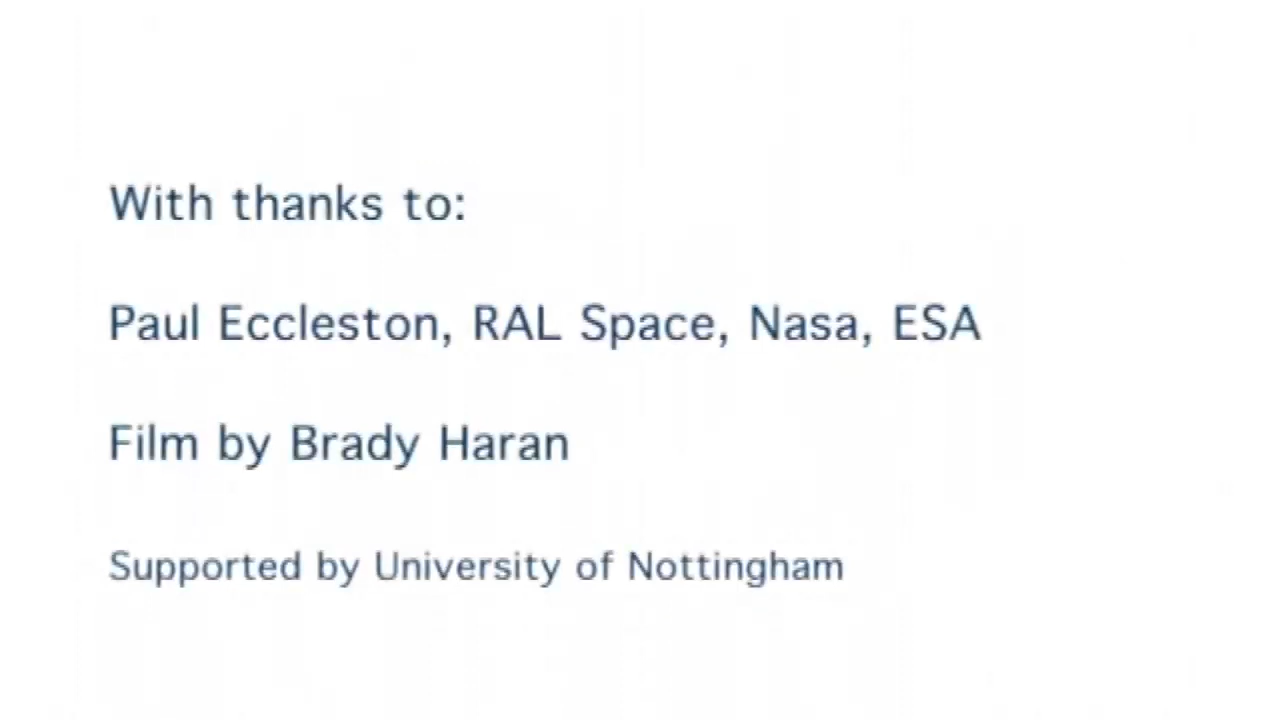 With thanks to:
Paul Eccleston, RAL Space, Nasa, ESA
Film by Brady Haran
Supported by University of Nottingham